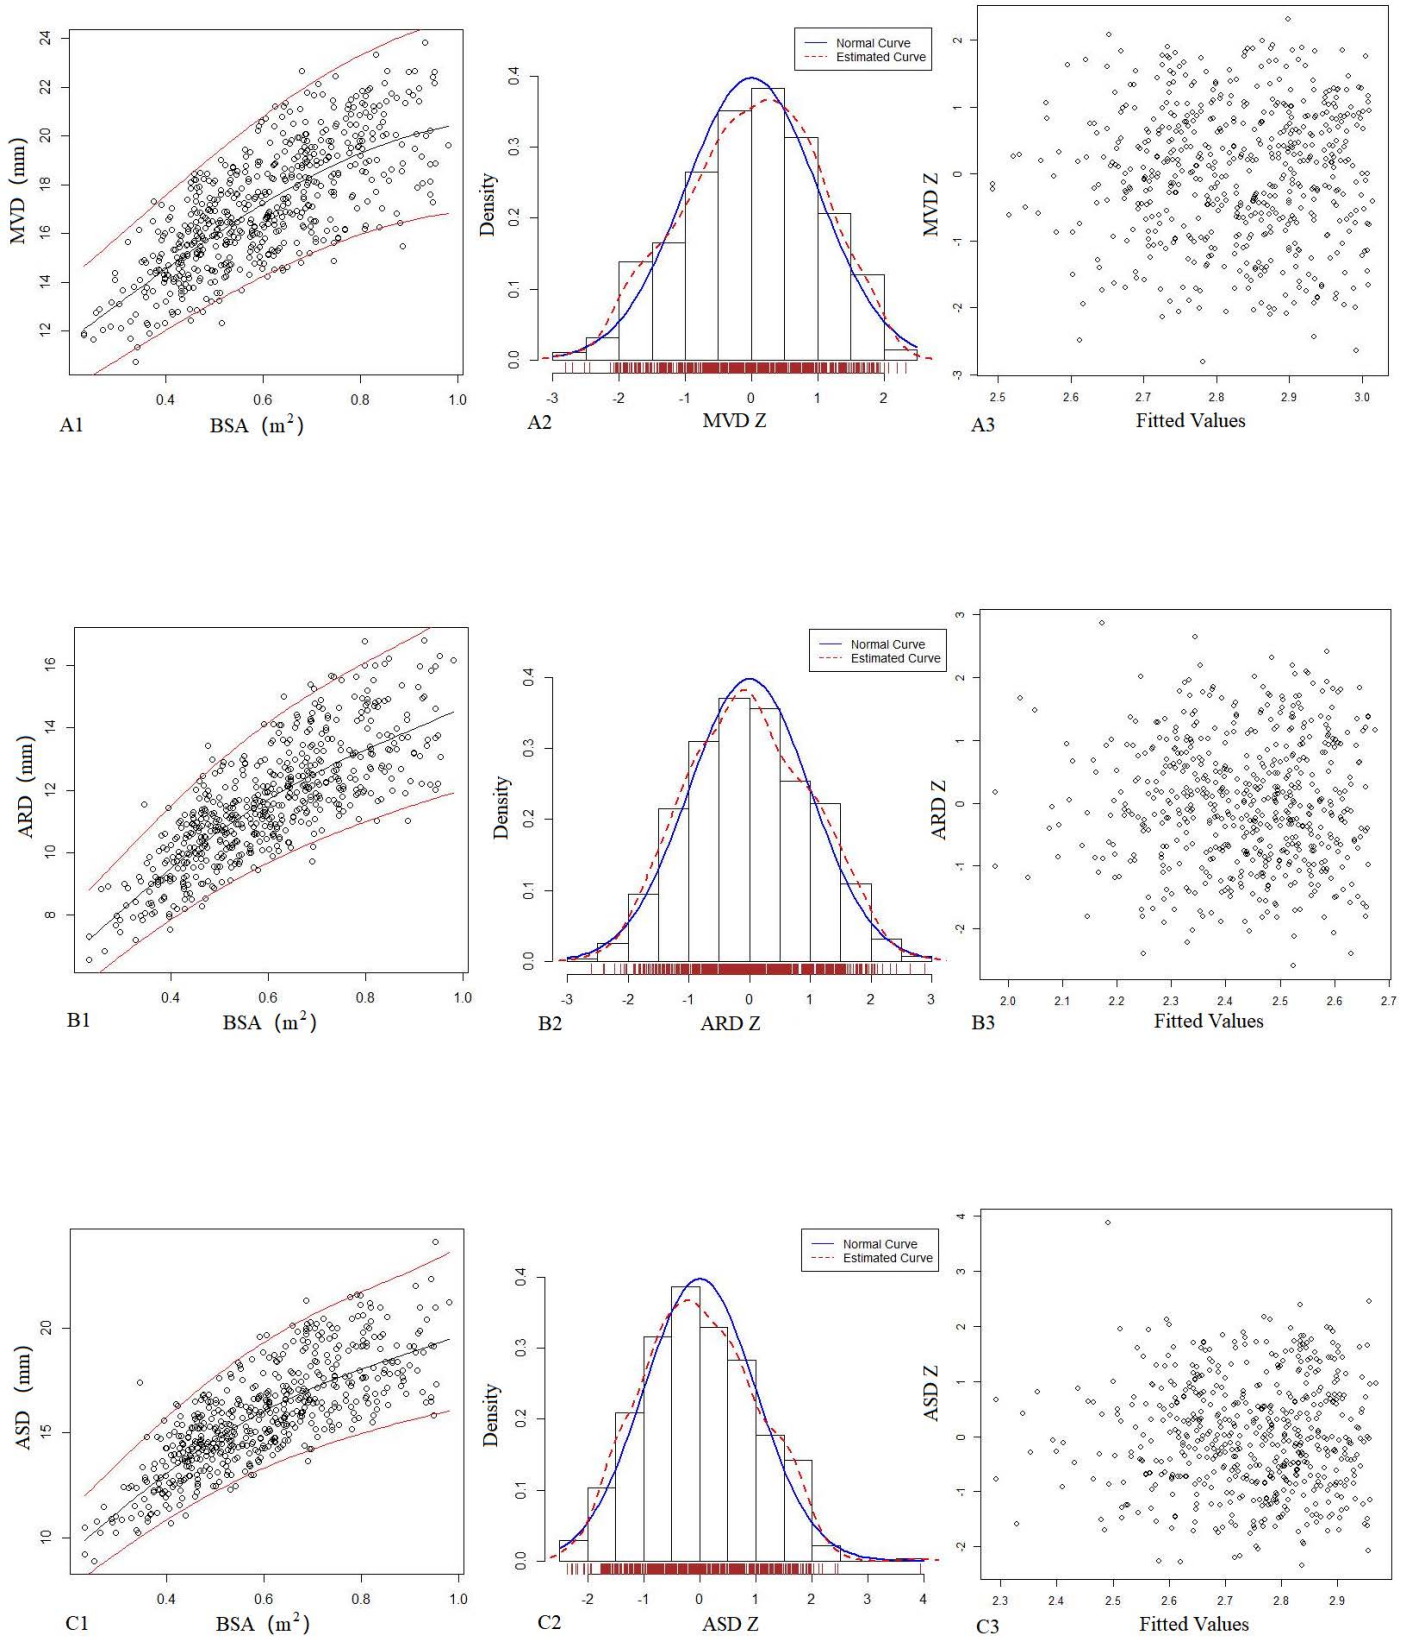 24
22
20
18
16
14
12
MVD (mm)
0.4 0.6 0.8 1.0
A1 BSA (m²)
Normal Curve
Estimated Curve
0.4
0.3
0.2
0.1
0.0
Density
-3 -2 -1 0 1 2
A2 MVD Z
2
1
0
-1
-2
-3
MVD Z
2.5 2.6 2.7 2.8 2.9 3.0
A3 Fitted Values
16
14
12
10
8
ARD (mm)
0.4 0.6 0.8 1.0
B1 BSA (m²)
Normal Curve
Estimated Curve
0.4
0.3
0.2
0.1
0.0
Density
-3 -2 -1 0 1 2 3
B2 ARD Z
3
2
1
0
-1
-2
ARD Z
2.0 2.1 2.2 2.3 2.4 2.5 2.6 2.7
B3 Fitted Values
20
15
10
ASD (mm)
0.4 0.6 0.8 1.0
C1 BSA (m²)
Normal Curve
Estimated Curve
0.4
0.3
0.2
0.1
0.0
Density
-2 -1 0 1 2 3 4
C2 ASD Z
4
3
2
1
0
-1
-2
ASD Z
2.3 2.4 2.5 2.6 2.7 2.8 2.9
C3 Fitted Values